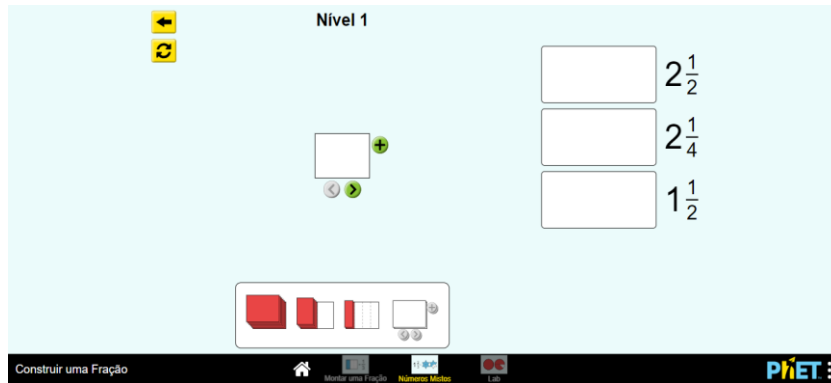 Nível 1
2 1/2
2 1/4
1 1/2
Construir uma Fração
Montar uma Fração
Números Mistos
Lab
PhET